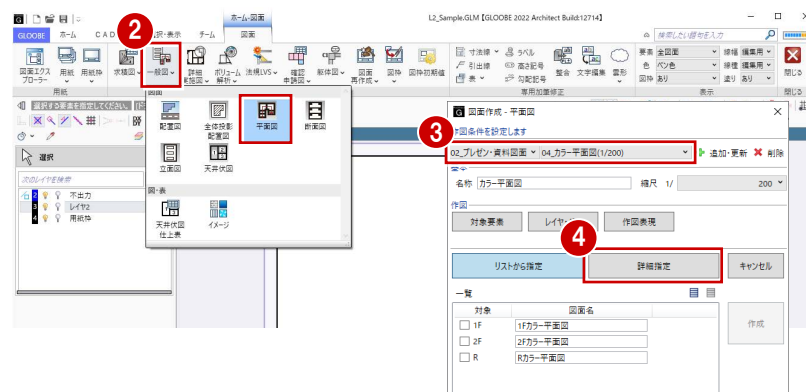 ホーム-図面
L2_Sample.GLM【GLOOBE 2022 Architect Build:12714】
GLOOBE ホーム CAD 選択・表示 チーム 図面
検索したい語句を入力
2
図面エクスプローラー
用紙 用紙枠 求積図 一般図 詳細 ボリューム解析 法規LVS 確認申請図 躯体図 図面再作成 図枠 図枠初期値
寸法線 ラベル
引出線 高さ記号
表 勾配記号
整合 文字編集 雲形
要素 全図面 線幅 編集用
色 ペン色 線種 編集用
図枠 あり 塗り あり
閉じる
用紙 専用加筆修正 表示 閉じる
選択する要素を指定してください。
選択
次のレイヤを検索
2 不出力
3 レイヤ2
4 用紙枠
図面
配置図 全体投影配置図 平面図 断面図
立面図 天井伏図
図・表
天井伏図仕上表 イメージ
図面作成 - 平面図
3
作図条件を設定します
02_プレゼン・資料図面 04_カラー平面図(1/200) 追加・更新 削除
名称 カラー平面図 縮尺 1/ 200
作図
対象要素 作図表現
4
リストから指定 詳細指定 キャンセル
一覧
対象 図面名
1F 1Fカラー平面図
2F 2Fカラー平面図
R Rカラー平面図
作成